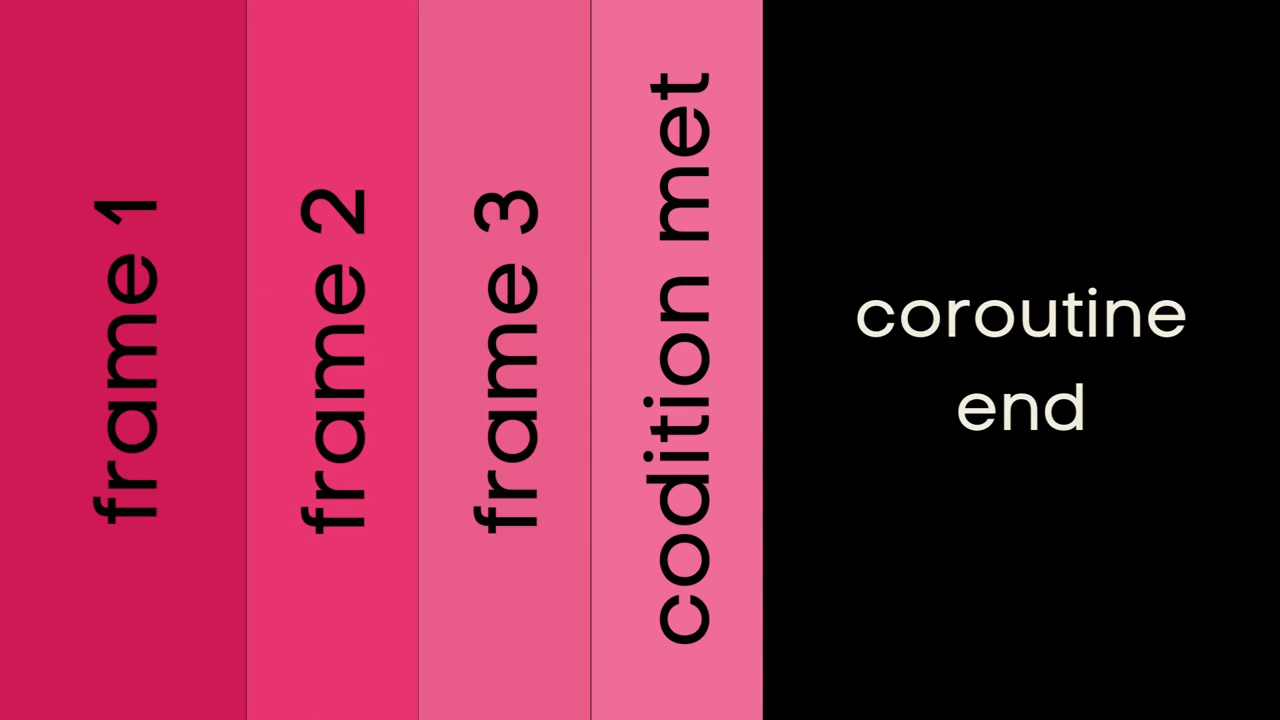 frame 1
frame 2
frame 3
codition met
coroutine
end